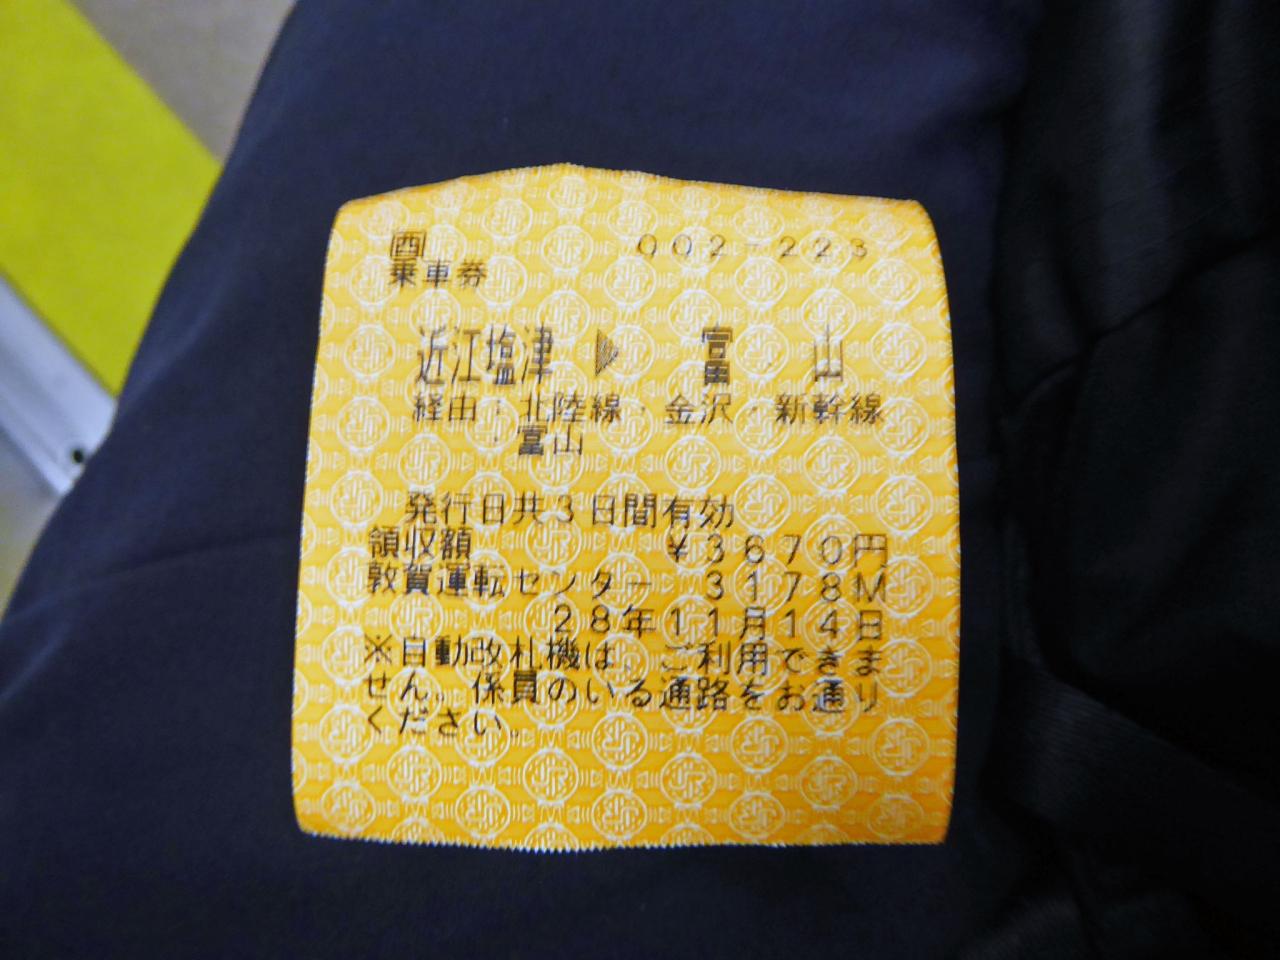 ㊄西 002-223
乗車券
近江塩津 ▶ 富山
経由:北陸線・金沢・新幹線
・富山
発行日共3日間有効
領収額 ¥3670円
敦賀運転センター 3178M
28年11月14日
※自動改札機は、ご利用できま
せん。係員のいる通路をお通り
ください。